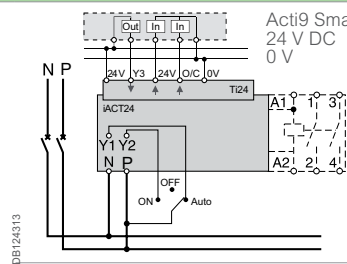 Out In In
Acti9 Sma
24 V DC
0 V
N P
24V Y3 24V O/C 0V
Ti24
iACT24
A1 1 3
Y1 Y2
N P
A2 2 4
OFF
ON Auto
DB124313